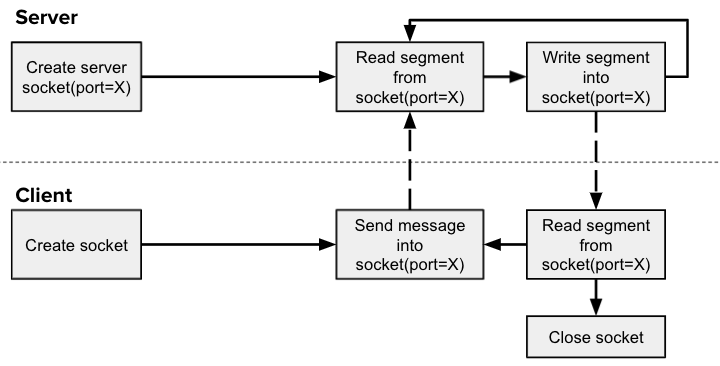 Server
Create server
socket(port=X)
Read segment
from
socket(port=X)
Write segment
into
socket(port=X)
Client
Create socket
Send message
into
socket(port=X)
Read segment
from
socket(port=X)
Close socket